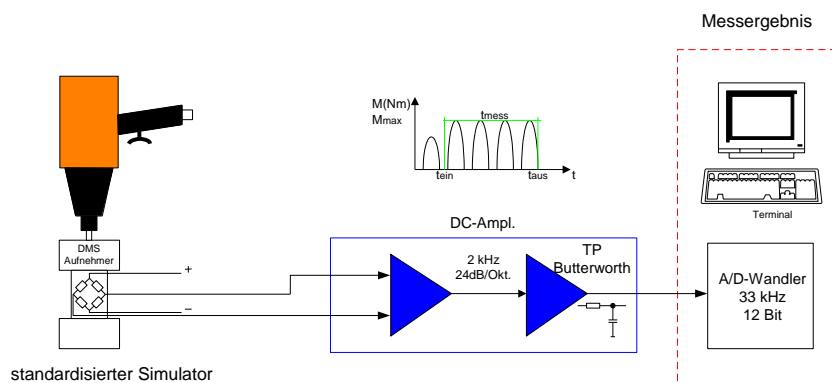 Messergebnis
M(Nm)
Mmax
tmess
tein
taus
t
Terminal
DC-Ampl.
DMS
Aufnehmer
+
−
2 kHz
24dB/Okt.
TP
Butterworth
A/D-Wandler
33 kHz
12 Bit
standardisierter Simulator